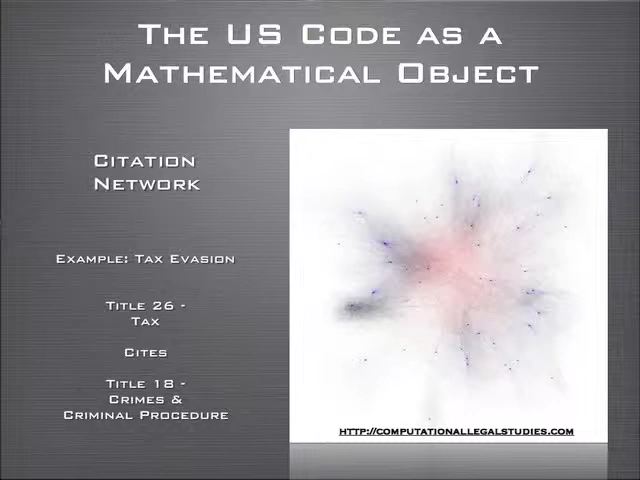 The US Code as a
Mathematical Object
Citation
Network
Example: Tax Evasion
Title 26 -
Tax
Cites
Title 18 -
Crimes &
Criminal Procedure
http://computationallegalstudies.com